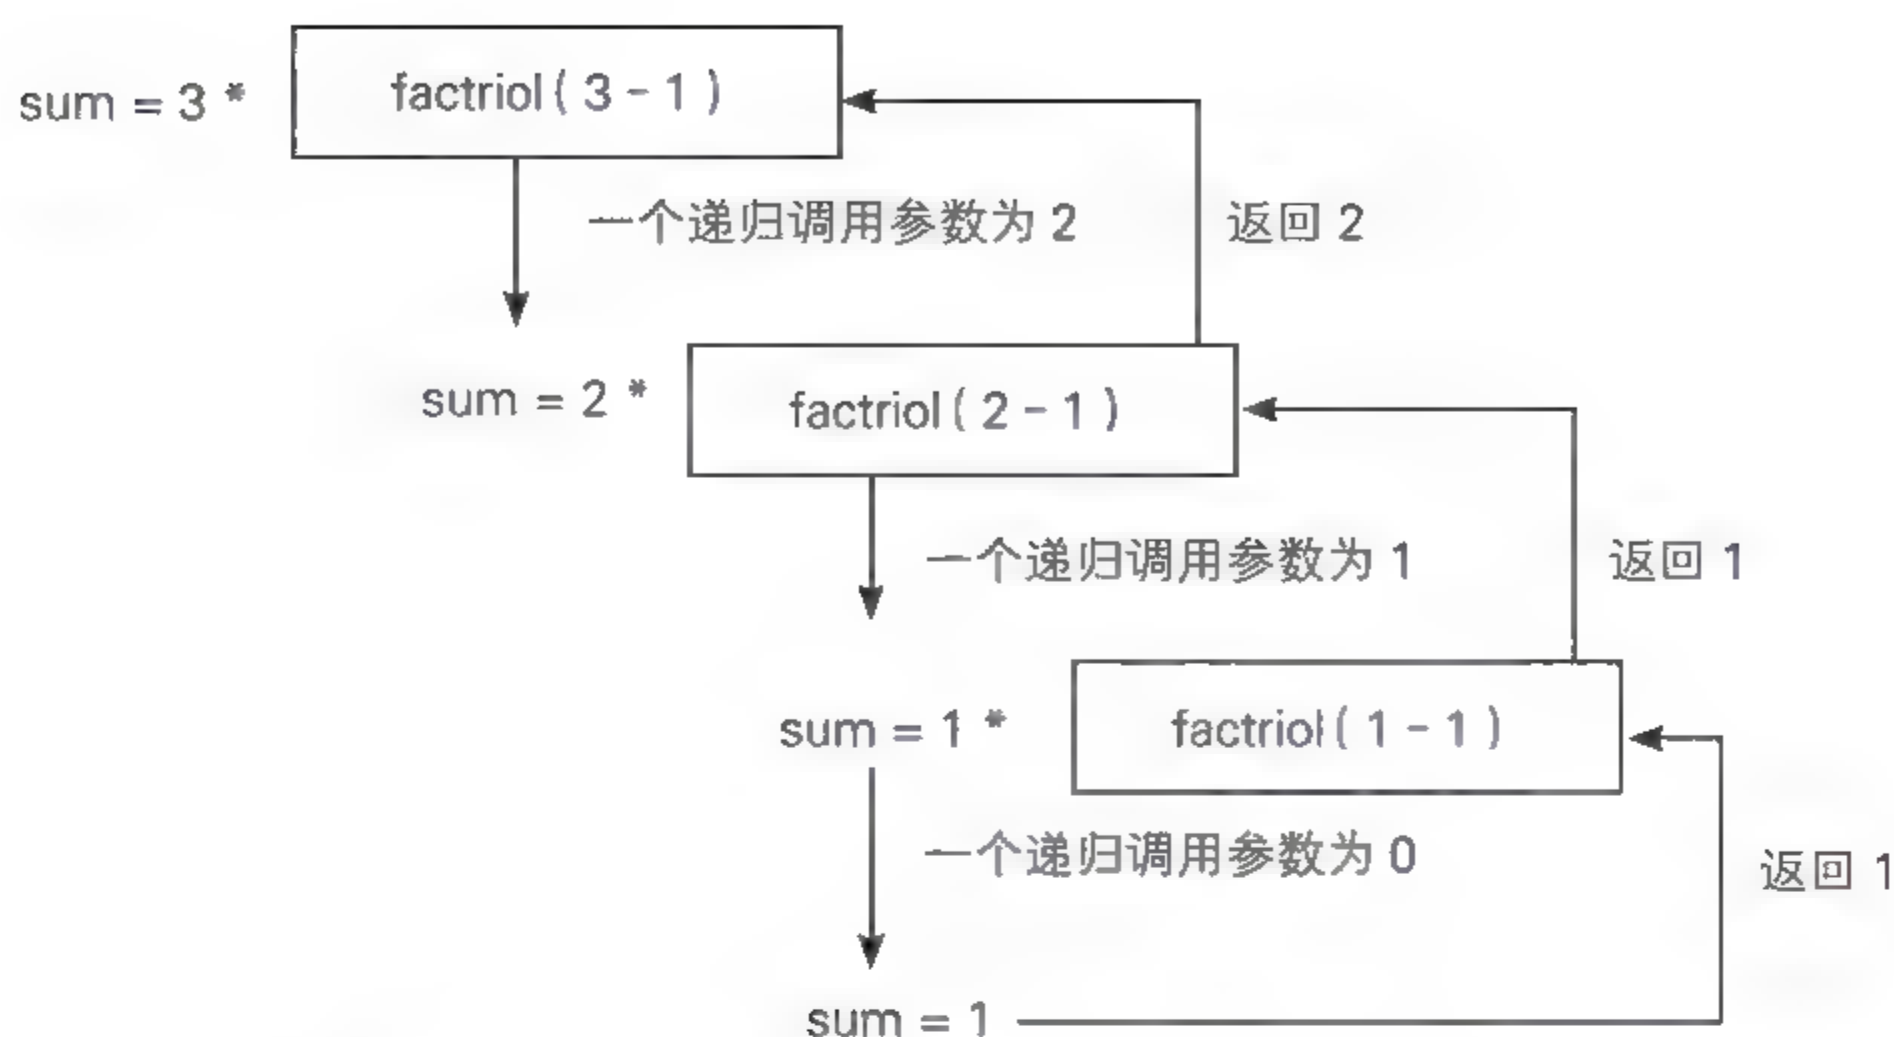 sum = 3 * factriol ( 3 - 1 )
一个递归调用参数为 2
返回 2
sum = 2 * factriol ( 2 - 1 )
一个递归调用参数为 1
返回 1
sum = 1 * factriol ( 1 - 1 )
一个递归调用参数为 0
返回 1
sum = 1